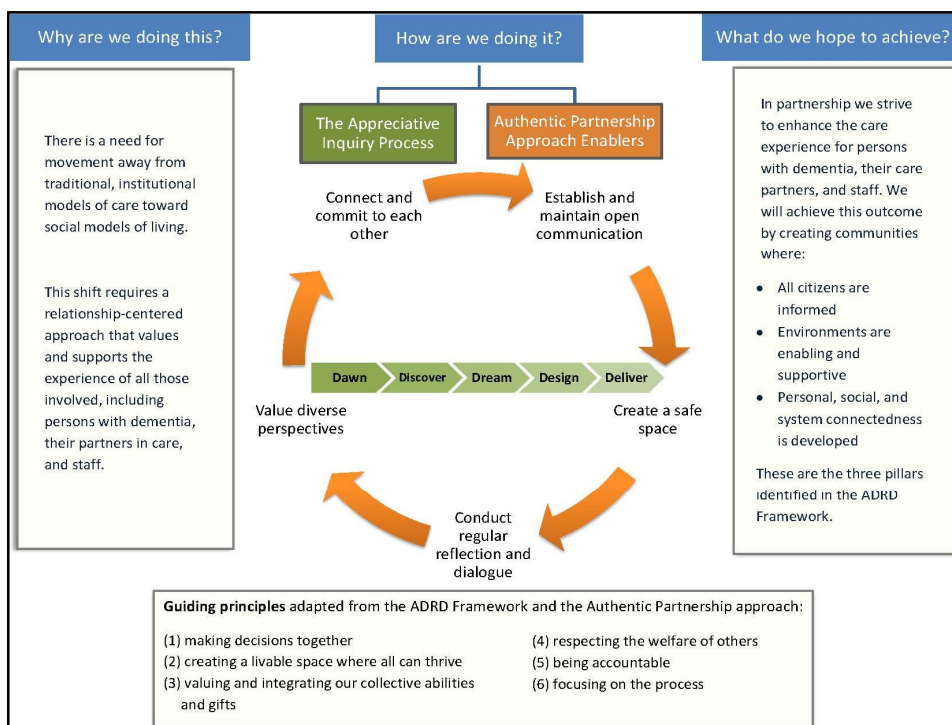 Why are we doing this?
How are we doing it?
What do we hope to achieve?
There is a need for
movement away from
traditional, institutional
models of care toward
social models of living.
This shift requires a
relationship-centered
approach that values
and supports the
experience of all those
involved, including
persons with dementia,
their partners in care,
and staff.
The Appreciative
Inquiry Process
Authentic Partnership
Approach Enablers
Connect and
commit to each
other
Establish and
maintain open
communication
Dawn
Discover
Dream
Design
Deliver
Value diverse
perspectives
Create a safe
space
Conduct
regular
reflection and
dialogue
In partnership we strive
to enhance the care
experience for persons
with dementia, their care
partners, and staff. We
will achieve this outcome
by creating communities
where:
• All citizens are
informed
• Environments are
enabling and
supportive
• Personal, social, and
system connectedness
is developed
These are the three pillars
identified in the ADRD
Framework.
Guiding principles adapted from the ADRD Framework and the Authentic Partnership approach:
(1) making decisions together
(2) creating a livable space where all can thrive
(3) valuing and integrating our collective abilities
and gifts
(4) respecting the welfare of others
(5) being accountable
(6) focusing on the process